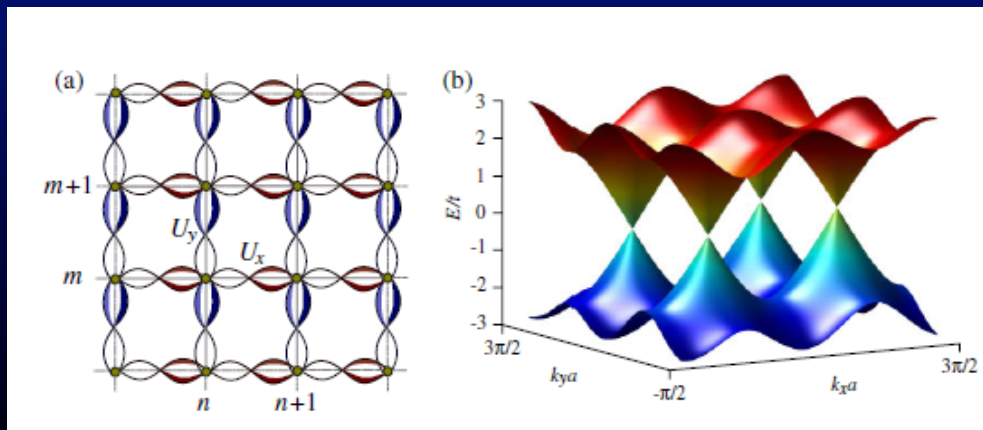 (a)
m+1
m
U_y
U_x
n
n+1
(b)
3
2
1
0
-1
-2
-3
E/t
3π/2
k_ya
-π/2
k_xa
3π/2